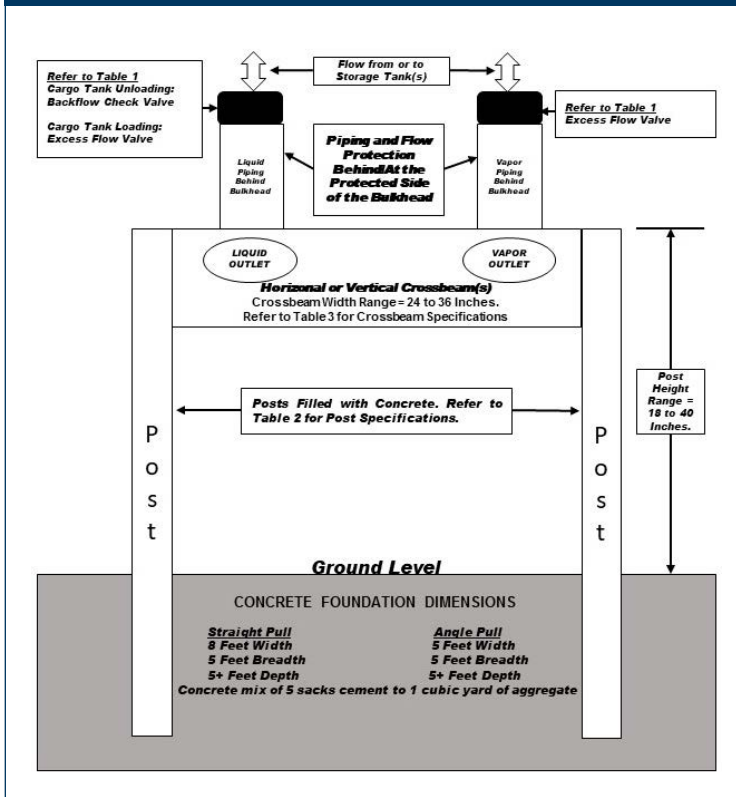 Flow from or to
Storage Tank(s)
Refer to Table 1
Cargo Tank Unloading:
Backflow Check Valve
Cargo Tank Loading:
Excess Flow Valve
Refer to Table 1
Excess Flow Valve
Piping and Flow
Protection
Behind/At the
Protected Side
of the Bulkhead
Liquid
Piping
Behind
Bulkhead
Vapor
Piping
Behind
Bulkhead
LIQUID
OUTLET
VAPOR
OUTLET
Horizonal or Vertical Crossbeam(s)
Crossbeam Width Range = 24 to 36 Inches.
Refer to Table 3 for Crossbeam Specifications
Post
Height
Range =
18 to 40
Inches.
Posts Filled with Concrete. Refer to
Table 2 for Post Specifications.
P
o
s
t
P
o
s
t
Ground Level
CONCRETE FOUNDATION DIMENSIONS
Straight Pull
8 Feet Width
5 Feet Breadth
5+ Feet Depth
Angle Pull
5 Feet Width
5 Feet Breadth
5+ Feet Depth
Concrete mix of 5 sacks cement to 1 cubic yard of aggregate